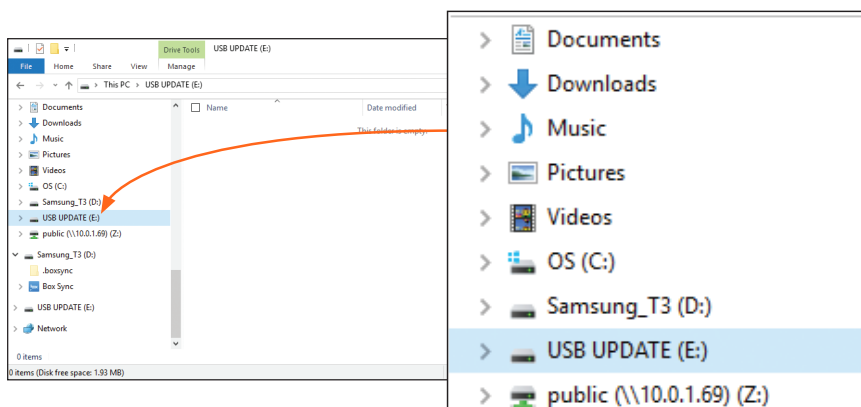 Drive Tools
USB UPDATE (E:)
File
Home
Share
View
Manage
This PC > USB UPDATE (E:)
Name
Date modified
This folder is empty.
Documents
Downloads
Music
Pictures
Videos
OS (C:)
Samsung_T3 (D:)
USB UPDATE (E:)
public (\\10.0.1.69) (Z:)
Samsung_T3 (D:)
.boxsync
Box Sync
USB UPDATE (E:)
Network
0 items
0 items (Disk free space: 1.93 MB)
Documents
Downloads
Music
Pictures
Videos
OS (C:)
Samsung_T3 (D:)
USB UPDATE (E:)
public (\\10.0.1.69) (Z:)